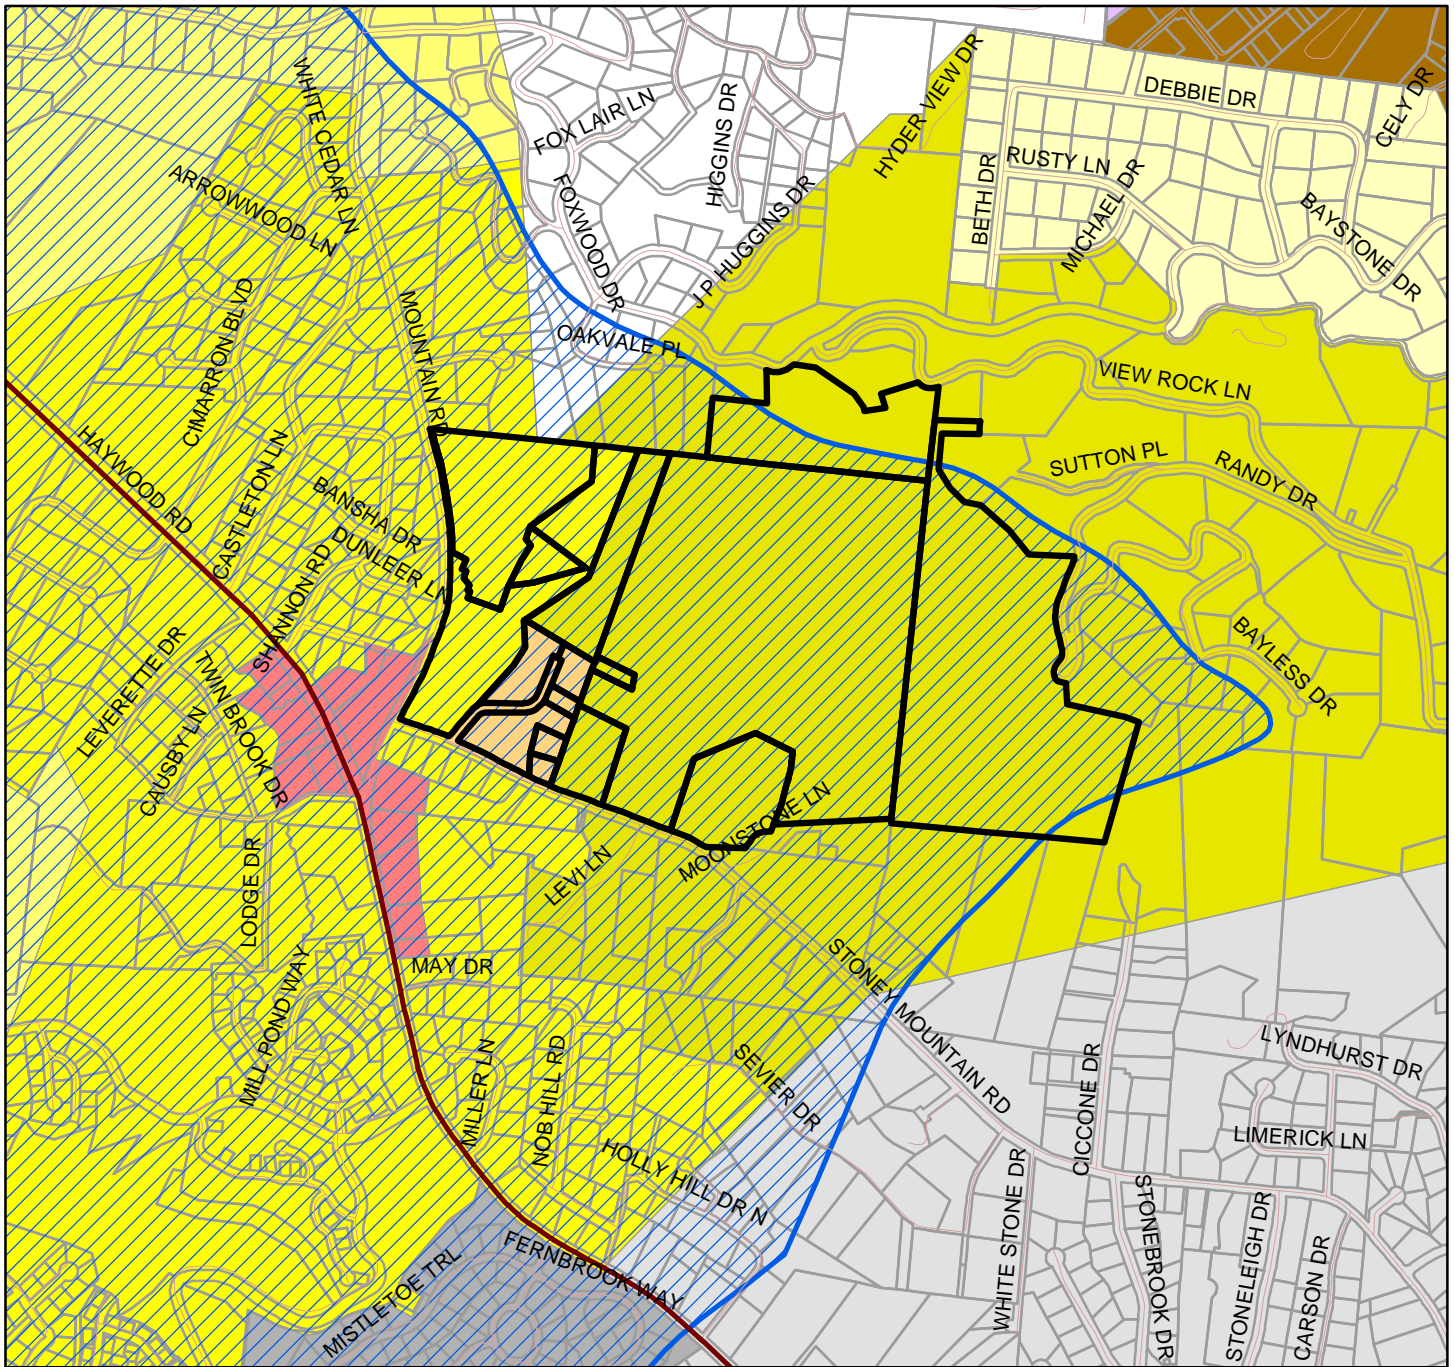 WHITE CEDAR LN
FOX LAIR LN
HIGGINS DR
HYDER VIEW DR
DEBBIE DR
CELY DR
ARROWWOOD LN
FOXWOOD DR
J P HUGGINS DR
BETH DR
RUSTY LN
MICHAEL DR
BAYSTONE DR
CIMARRON BLVD
MOUNTAIN RD
OAKVALE PL
VIEW ROCK LN
HAYWOOD RD
CASTLETON LN
BANSHA DR
SUTTON PL
RANDY DR
SHANNON RD
DUNLEER LN
LEVERETTE DR
TWIN BROOK DR
BAYLESS DR
CAUSBY LN
MOONSTONE LN
LODGE DR
LEVI LN
MAY DR
STONEY MOUNTAIN RD
MILL POND WAY
MILLER LN
NOB HILL RD
SEMIER DR
CICCONE DR
LYNDHURST DR
LIMERICK LN
HOLLY HILL DR N
WHITE STONE DR
STONEBROOK DR
STONELEIGH DR
CARSON DR
MISTLETOE TRL
FERNBROOK WAY